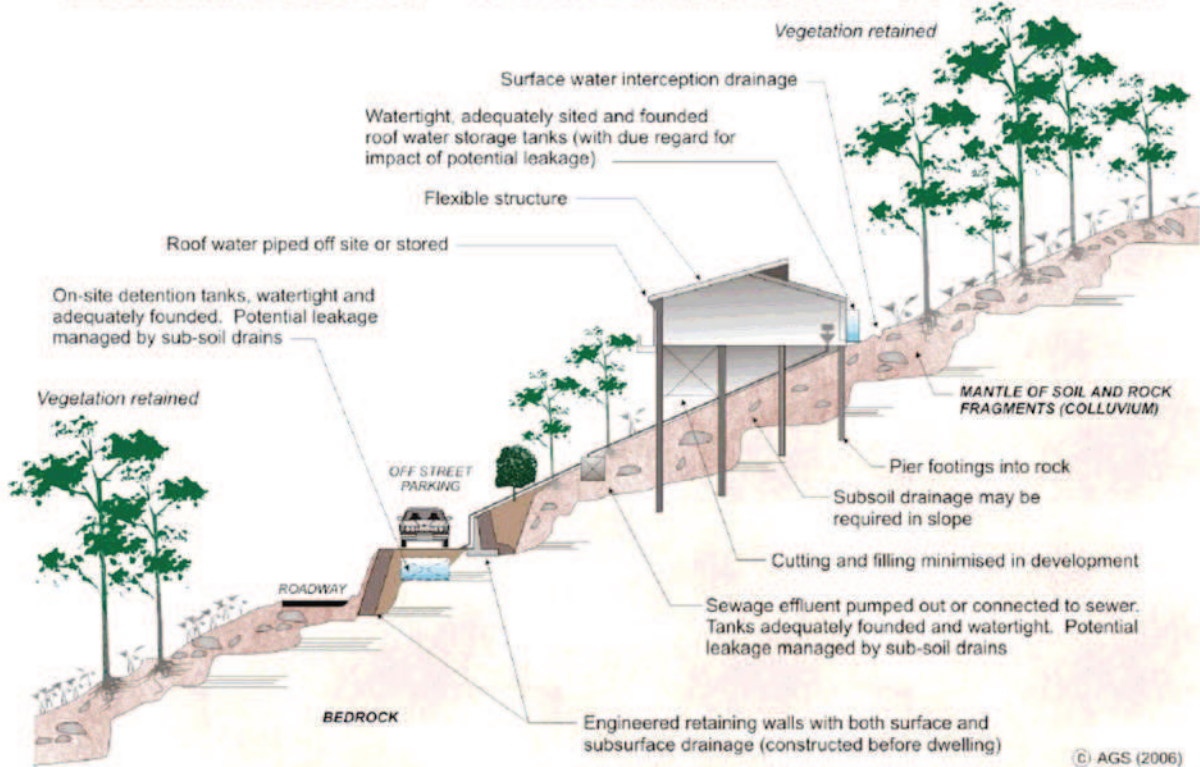 Vegetation retained
Surface water interception drainage
Watertight, adequately sited and founded
roof water storage tanks (with due regard for
impact of potential leakage)
Flexible structure
Roof water piped off site or stored
On-site detention tanks, watertight and
adequately founded. Potential leakage
managed by sub-soil drains
Vegetation retained
MANTLE OF SOIL AND ROCK
FRAGMENTS (COLLUVIUM)
OFF STREET
PARKING
Pier footings into rock
Subsoil drainage may be
required in slope
Cutting and filling minimised in development
ROADWAY
Sewage effluent pumped out or connected to sewer.
Tanks adequately founded and watertight. Potential
leakage managed by sub-soil drains
BEDROCK
Engineered retaining walls with both surface and
subsurface drainage (constructed before dwelling)
© AGS (2006)